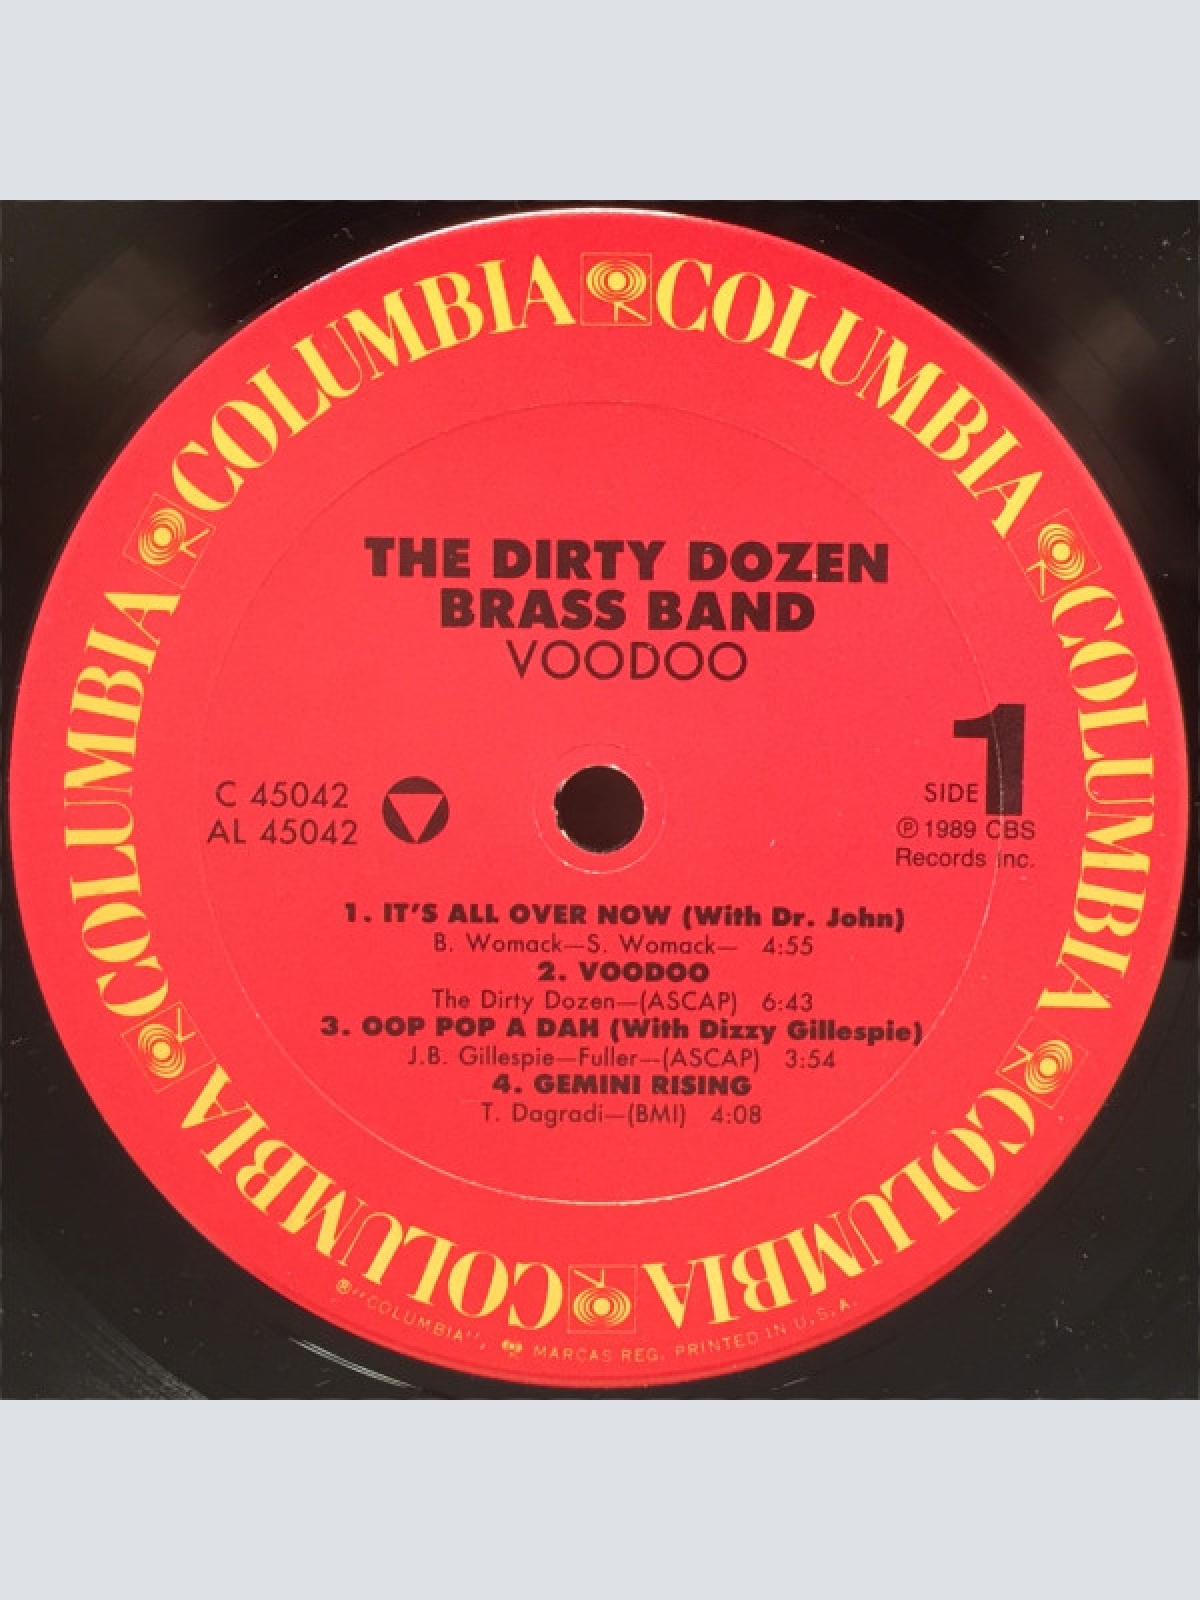 COLUMBIA COLUMBIA COLUMBIA COLUMBIA COLUMBIA COLUMBIA
THE DIRTY DOZEN
BRASS BAND
VOODOO
C 45042
AL 45042
1
SIDE
℗ 1989 CBS
Records Inc.
1. IT'S ALL OVER NOW (With Dr. John)
B. Womack—S. Womack— 4:55
2. VOODOO
The Dirty Dozen—(ASCAP) 6:43
3. OOP POP A DAH (With Dizzy Gillespie)
J.B. Gillespie—Fuller—(ASCAP) 3:54
4. GEMINI RISING
T. Dagradi—(BMI) 4:08
®"COLUMBIA", MARCAS REG. PRINTED IN U.S.A.